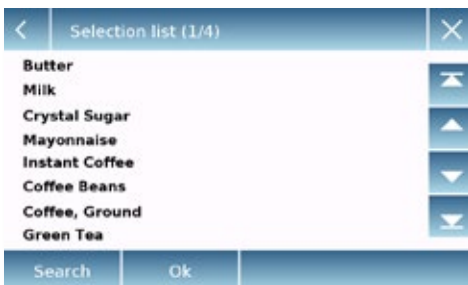 Selection list (1/4)
Butter
Milk
Crystal Sugar
Mayonnaise
Instant Coffee
Coffee Beans
Coffee, Ground
Green Tea
Search Ok